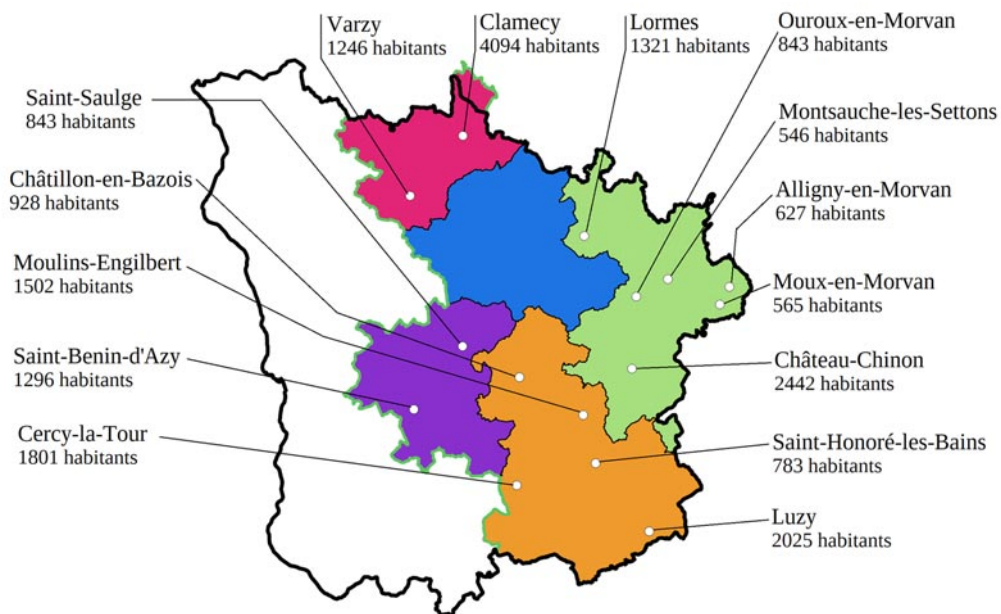 Varzy
1246 habitants
Clamecy
4094 habitants
Lormes
1321 habitants
Ouroux-en-Morvan
843 habitants
Saint-Saulge
843 habitants
Montsauche-les-Settons
546 habitants
Châtillon-en-Bazois
928 habitants
Alligny-en-Morvan
627 habitants
Moulins-Engilbert
1502 habitants
Moux-en-Morvan
565 habitants
Saint-Benin-d'Azy
1296 habitants
Château-Chinon
2442 habitants
Cercy-la-Tour
1801 habitants
Saint-Honoré-les-Bains
783 habitants
Luzy
2025 habitants